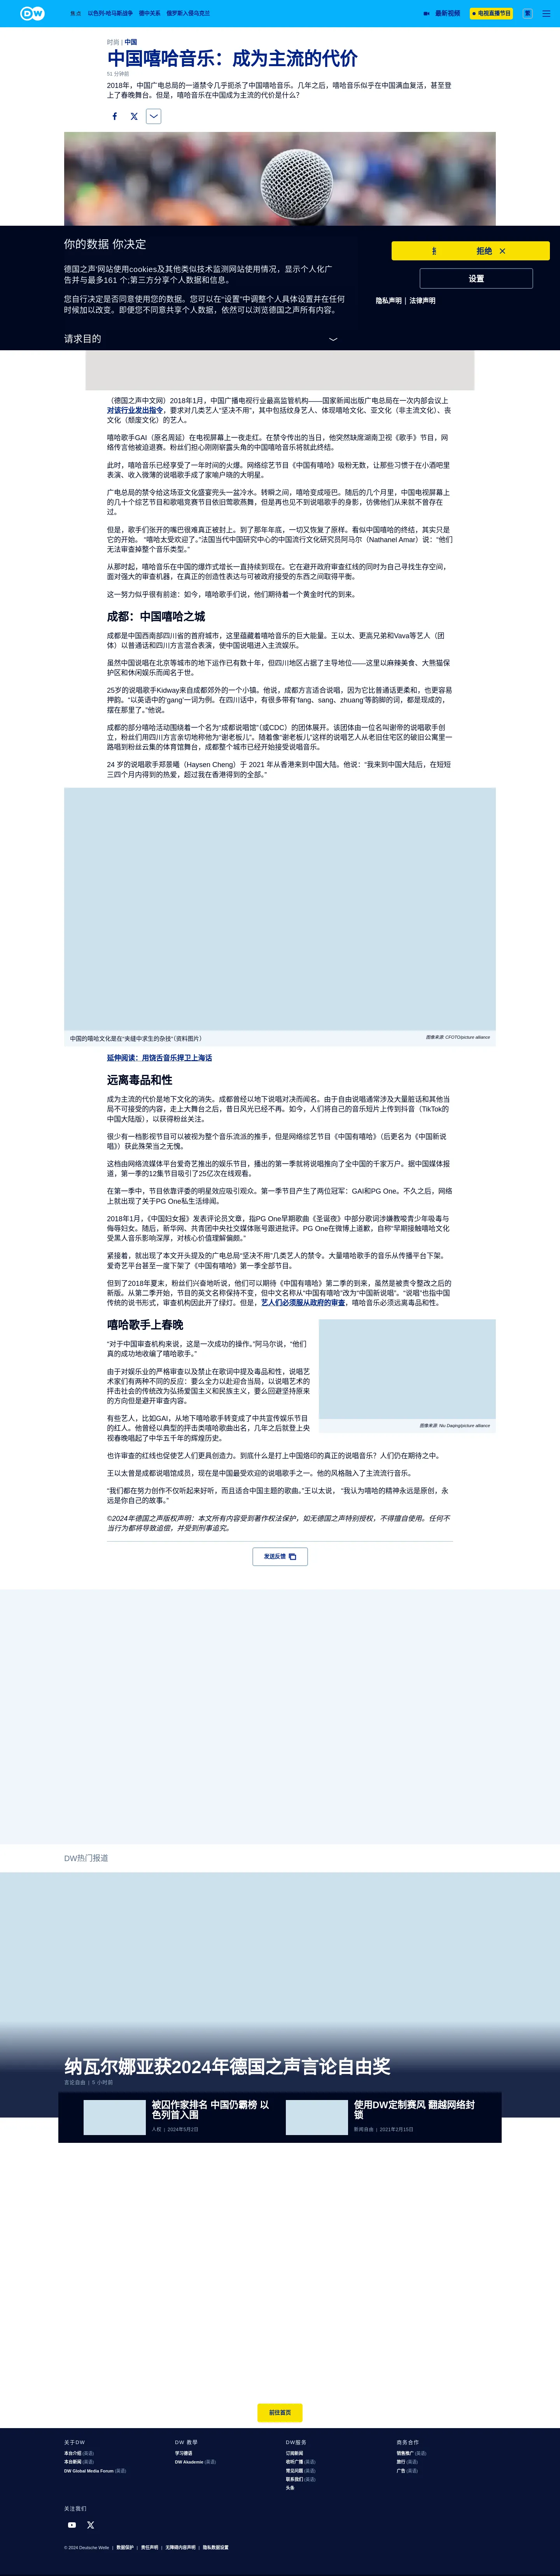 DW
焦点 以色列-哈马斯战争 德中关系 俄罗斯入侵乌克兰
最新视频 电视直播节目 繁
时尚 | 中国
中国嘻哈音乐：成为主流的代价
51 分钟前
2018年，中国广电总局的一道禁令几乎扼杀了中国嘻哈音乐。几年之后，嘻哈音乐似乎在中国满血复活，甚至登
上了春晚舞台。但是，嘻哈音乐在中国成为主流的代价是什么？
你的数据 你决定
德国之声'网站使用cookies及其他类似技术监测网站使用情况，显示个人化广
告并与最多161 个;第三方分享个人数据和信息。
您自行决定是否同意使用您的数据。您可以在"设置"中调整个人具体设置并在任何
时候加以改变。即便您不同意共享个人数据，依然可以浏览德国之声所有内容。
请求目的
拒绝
设置
隐私声明 | 法律声明
（德国之声中文网）2018年1月，中国广播电视行业最高监管机构——国家新闻出版广电总局在一次内部会议上
对该行业发出指令，要求对几类艺人"坚决不用"，其中包括纹身艺人、体现嘻哈文化、亚文化（非主流文化）、丧
文化（颓废文化）的艺人。
嘻哈歌手GAI（原名周延）在电视屏幕上一夜走红。在禁令传出的当日，他突然缺席湖南卫视《歌手》节目，网
络传言他被迫退赛。粉丝们担心刚刚崭露头角的中国嘻哈音乐将就此终结。
此时，嘻哈音乐已经享受了一年时间的火爆。网络综艺节目《中国有嘻哈》吸粉无数，让那些习惯于在小酒吧里
表演、收入微薄的说唱歌手成了家喻户晓的大明星。
广电总局的禁令给这场亚文化盛宴兜头一盆冷水。转瞬之间，嘻哈变成哑巴。随后的几个月里，中国电视屏幕上
的几十个综艺节目和歌唱竞赛节目依旧莺歌燕舞，但是再也见不到说唱歌手的身影，彷佛他们从来就不曾存在
过。
但是，歌手们张开的嘴巴很难真正被封上。到了那年年底，一切又恢复了原样。看似中国嘻哈的终结，其实只是
它的开始。 "嘻哈太受欢迎了。"法国当代中国研究中心的中国流行文化研究员阿马尔（Nathanel Amar）说："他们
无法审查掉整个音乐类型。"
从那时起，嘻哈音乐在中国的爆炸式增长一直持续到现在。它在避开政府审查红线的同时为自己寻找生存空间，
面对强大的审查机器，在真正的创造性表达与可被政府接受的东西之间取得平衡。
这一努力似乎很有前途：如今，嘻哈歌手们说，他们期待着一个黄金时代的到来。
成都：中国嘻哈之城
成都是中国西南部四川省的首府城市，这里蕴藏着嘻哈音乐的巨大能量。王以太、更高兄弟和Vava等艺人（团
体）以普通话和四川方言混合表演，使中国说唱进入主流娱乐。
虽然中国说唱在北京等城市的地下运作已有数十年，但四川地区占据了主导地位——这里以麻辣美食、大熊猫保
护区和休闲娱乐而闻名于世。
25岁的说唱歌手Kidway来自成都郊外的一个小镇。他说，成都方言适合说唱，因为它比普通话更柔和，也更容易
押韵。"以英语中的'gang'一词为例。在四川话中，有很多带有'fang、sang、zhuang'等韵脚的词，都是现成的，
摆在那里了。"他说。
成都的部分嘻哈活动围绕着一个名为"成都说唱馆"（或CDC）的团体展开。该团体由一位名叫谢帝的说唱歌手创
立，粉丝们用四川方言亲切地称他为"谢老板儿"。随着像"谢老板儿"这样的说唱艺人从老旧住宅区的破旧公寓里一
路唱到粉丝云集的体育馆舞台，成都整个城市已经开始接受说唱音乐。
24 岁的说唱歌手郑景曦（Haysen Cheng）于 2021 年从香港来到中国大陆。他说："我来到中国大陆后，在短短
三四个月内得到的热爱，超过我在香港得到的全部。"
中国的嘻哈文化是在"夹缝中求生的杂技"（资料图片） 图像来源: CFOTO/picture alliance
延伸阅读：用饶舌音乐捍卫上海话
远离毒品和性
成为主流的代价是地下文化的消失。成都曾经以地下说唱对决而闻名。由于自由说唱通常涉及大量脏话和其他当
局不可接受的内容，走上大舞台之后，昔日风光已经不再。如今，人们将自己的音乐短片上传到抖音（TikTok的
中国大陆版），以获得粉丝关注。
很少有一档影视节目可以被视为整个音乐流派的推手，但是网络综艺节目《中国有嘻哈》（后更名为《中国新说
唱》）获此殊荣当之无愧。
这档由网络流媒体平台爱奇艺推出的娱乐节目，播出的第一季就将说唱推向了全中国的千家万户。据中国媒体报
道，第一季的12集节目吸引了25亿次在线观看。
在第一季中，节目依靠评委的明星效应吸引观众。第一季节目产生了两位冠军：GAI和PG One。不久之后，网络
上就出现了关于PG One私生活绯闻。
2018年1月，《中国妇女报》发表评论员文章，指PG One早期歌曲《圣诞夜》中部分歌词涉嫌教唆青少年吸毒与
侮辱妇女。随后，新华网、共青团中央社交媒体账号跟进批评。PG One在微博上道歉，自称"早期接触嘻哈文化
受黑人音乐影响深厚，对核心价值理解偏颇。"
紧接着，就出现了本文开头提及的广电总局"坚决不用"几类艺人的禁令。大量嘻哈歌手的音乐从传播平台下架。
爱奇艺平台甚至一度下架了《中国有嘻哈》第一季全部节目。
但到了2018年夏末，粉丝们兴奋地听说，他们可以期待《中国有嘻哈》第二季的到来，虽然是被责令整改之后的
新版。从第二季开始，节目的英文名称保持不变，但中文名称从"中国有嘻哈"改为"中国新说唱"。"说唱"也指中国
传统的说书形式，审查机构因此开了绿灯。但是，艺人们必须服从政府的审查，嘻哈音乐必须远离毒品和性。
嘻哈歌手上春晚
"对于中国审查机构来说，这是一次成功的操作。"阿马尔说，"他们
真的成功地收编了嘻哈歌手。"
由于对娱乐业的严格审查以及禁止在歌词中提及毒品和性，说唱艺
术家们有两种不同的反应：要么全力以赴迎合当局，以说唱艺术的
抨击社会的传统改为弘扬爱国主义和民族主义，要么回避坚持原来
的方向但是避开审查内容。
有些艺人，比如GAI，从地下嘻哈歌手转变成了中共宣传娱乐节目
的红人。他曾经以典型的抨击类嘻哈歌曲出名，几年之后就登上央
视春晚唱起了中华五千年的辉煌历史。
图像来源: Niu Daqing/picture alliance
也许审查的红线也促使艺人们更具创造力。到底什么是打上中国烙印的真正的说唱音乐？人们仍在期待之中。
王以太曾是成都说唱馆成员，现在是中国最受欢迎的说唱歌手之一。他的风格融入了主流流行音乐。
"我们都在努力创作不仅听起来好听，而且适合中国主题的歌曲。"王以太说， "我认为嘻哈的精神永远是原创，永
远是你自己的故事。"
©2024年德国之声版权声明：本文所有内容受到著作权法保护，如无德国之声特别授权，不得擅自使用。任何不
当行为都将导致追偿，并受到刑事追究。
发送反馈
DW热门报道
纳瓦尔娜亚获2024年德国之声言论自由奖
言论自由 | 6 小时前
被囚作家排名 中国仍霸榜 以
色列首入围
人权 | 2024年5月2日
使用DW定制赛风 翻越网络封
锁
新闻自由 | 2021年2月15日
前往首页
关于DW
本台介绍 (英语)
本台新闻 (英语)
DW Global Media Forum (英语)
DW 教学
学习德语
DW Akademie (英语)
DW服务
订阅新闻
收听广播 (英语)
常见问题 (英语)
联系我们 (英语)
头条
商务合作
销售推广 (英语)
旅行 (英语)
广告 (英语)
关注我们
© 2024 Deutsche Welle | 数据保护 | 责任声明 | 无障碍内容声明 | 隐私数据设置